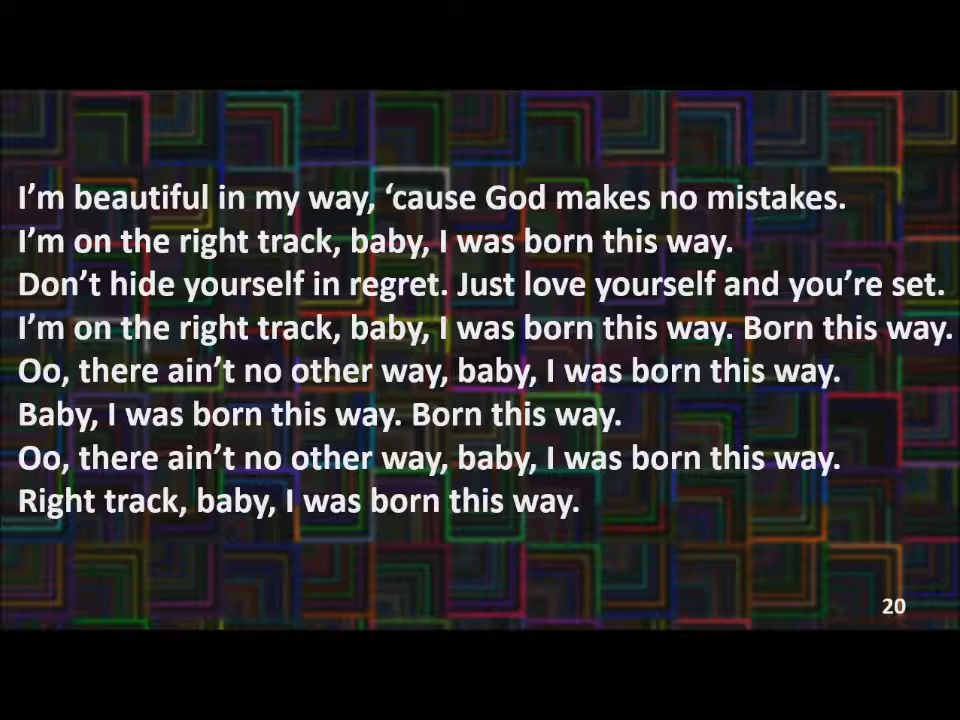 I'm beautiful in my way, 'cause God makes no mistakes.
I'm on the right track, baby, I was born this way.
Don't hide yourself in regret. Just love yourself and you're set.
I'm on the right track, baby, I was born this way. Born this way.
Oo, there ain't no other way, baby, I was born this way.
Baby, I was born this way. Born this way.
Oo, there ain't no other way, baby, I was born this way.
Right track, baby, I was born this way.
20